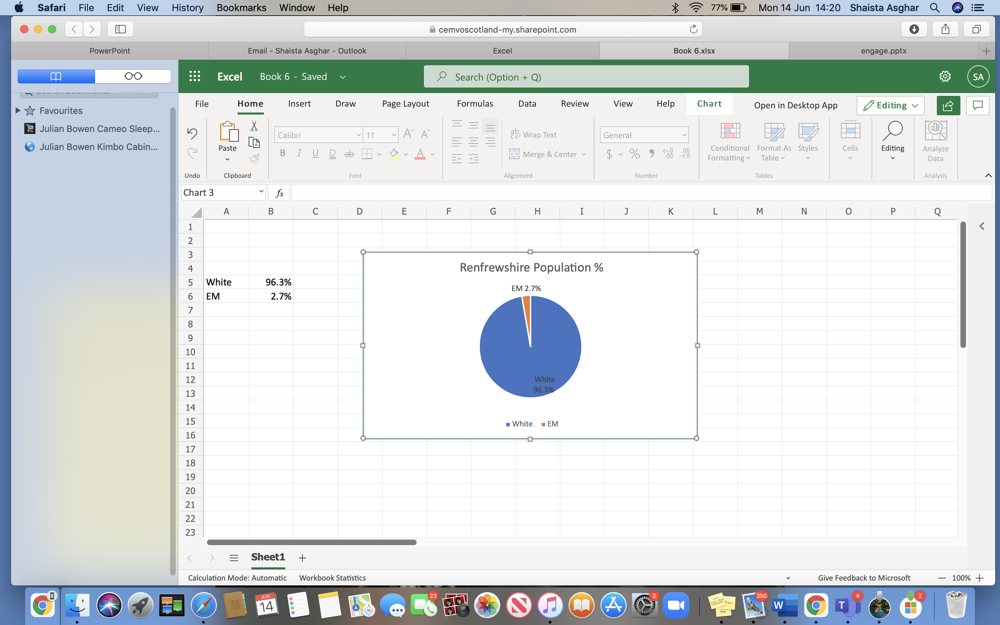 Safari File Edit View History Bookmarks Window Help 77% Mon 14 Jun 14:20 Shaista Asghar
cemvoscotland-my.sharepoint.com
PowerPoint Email - Shaista Asghar - Outlook Excel Book 6.xlsx engage.pptx
Excel Book 6 - Saved Search (Option + Q) SA
Favourites
Julian Bowen Cameo Sleep...
Julian Bowen Kimbo Cabin...
File Home Insert Draw Page Layout Formulas Data Review View Help Chart Open in Desktop App Editing
Paste Calibri 11 A A ab Wrap Text General Conditional Formatting Format As Table Styles Cells Editing Analyze Data
B I U D ab A Merge & Center $ % , .00 .00
Undo Clipboard Font Alignment Number Tables Analysis
Chart 3 fx
A B C D E F G H I J K L M N O P Q
1
2
3
4
5 White 96.3%
6 EM 2.7%
7
8
9
10
11
12
13
14
15
16
17
18
19
20
21
22
23
Renfrewshire Population %
EM 2.7%
White
96.3%
White EM
Sheet1
Calculation Mode: Automatic Workbook Statistics Give Feedback to Microsoft 100%
JUN
14
3D
23
2
350
W
T
4
2